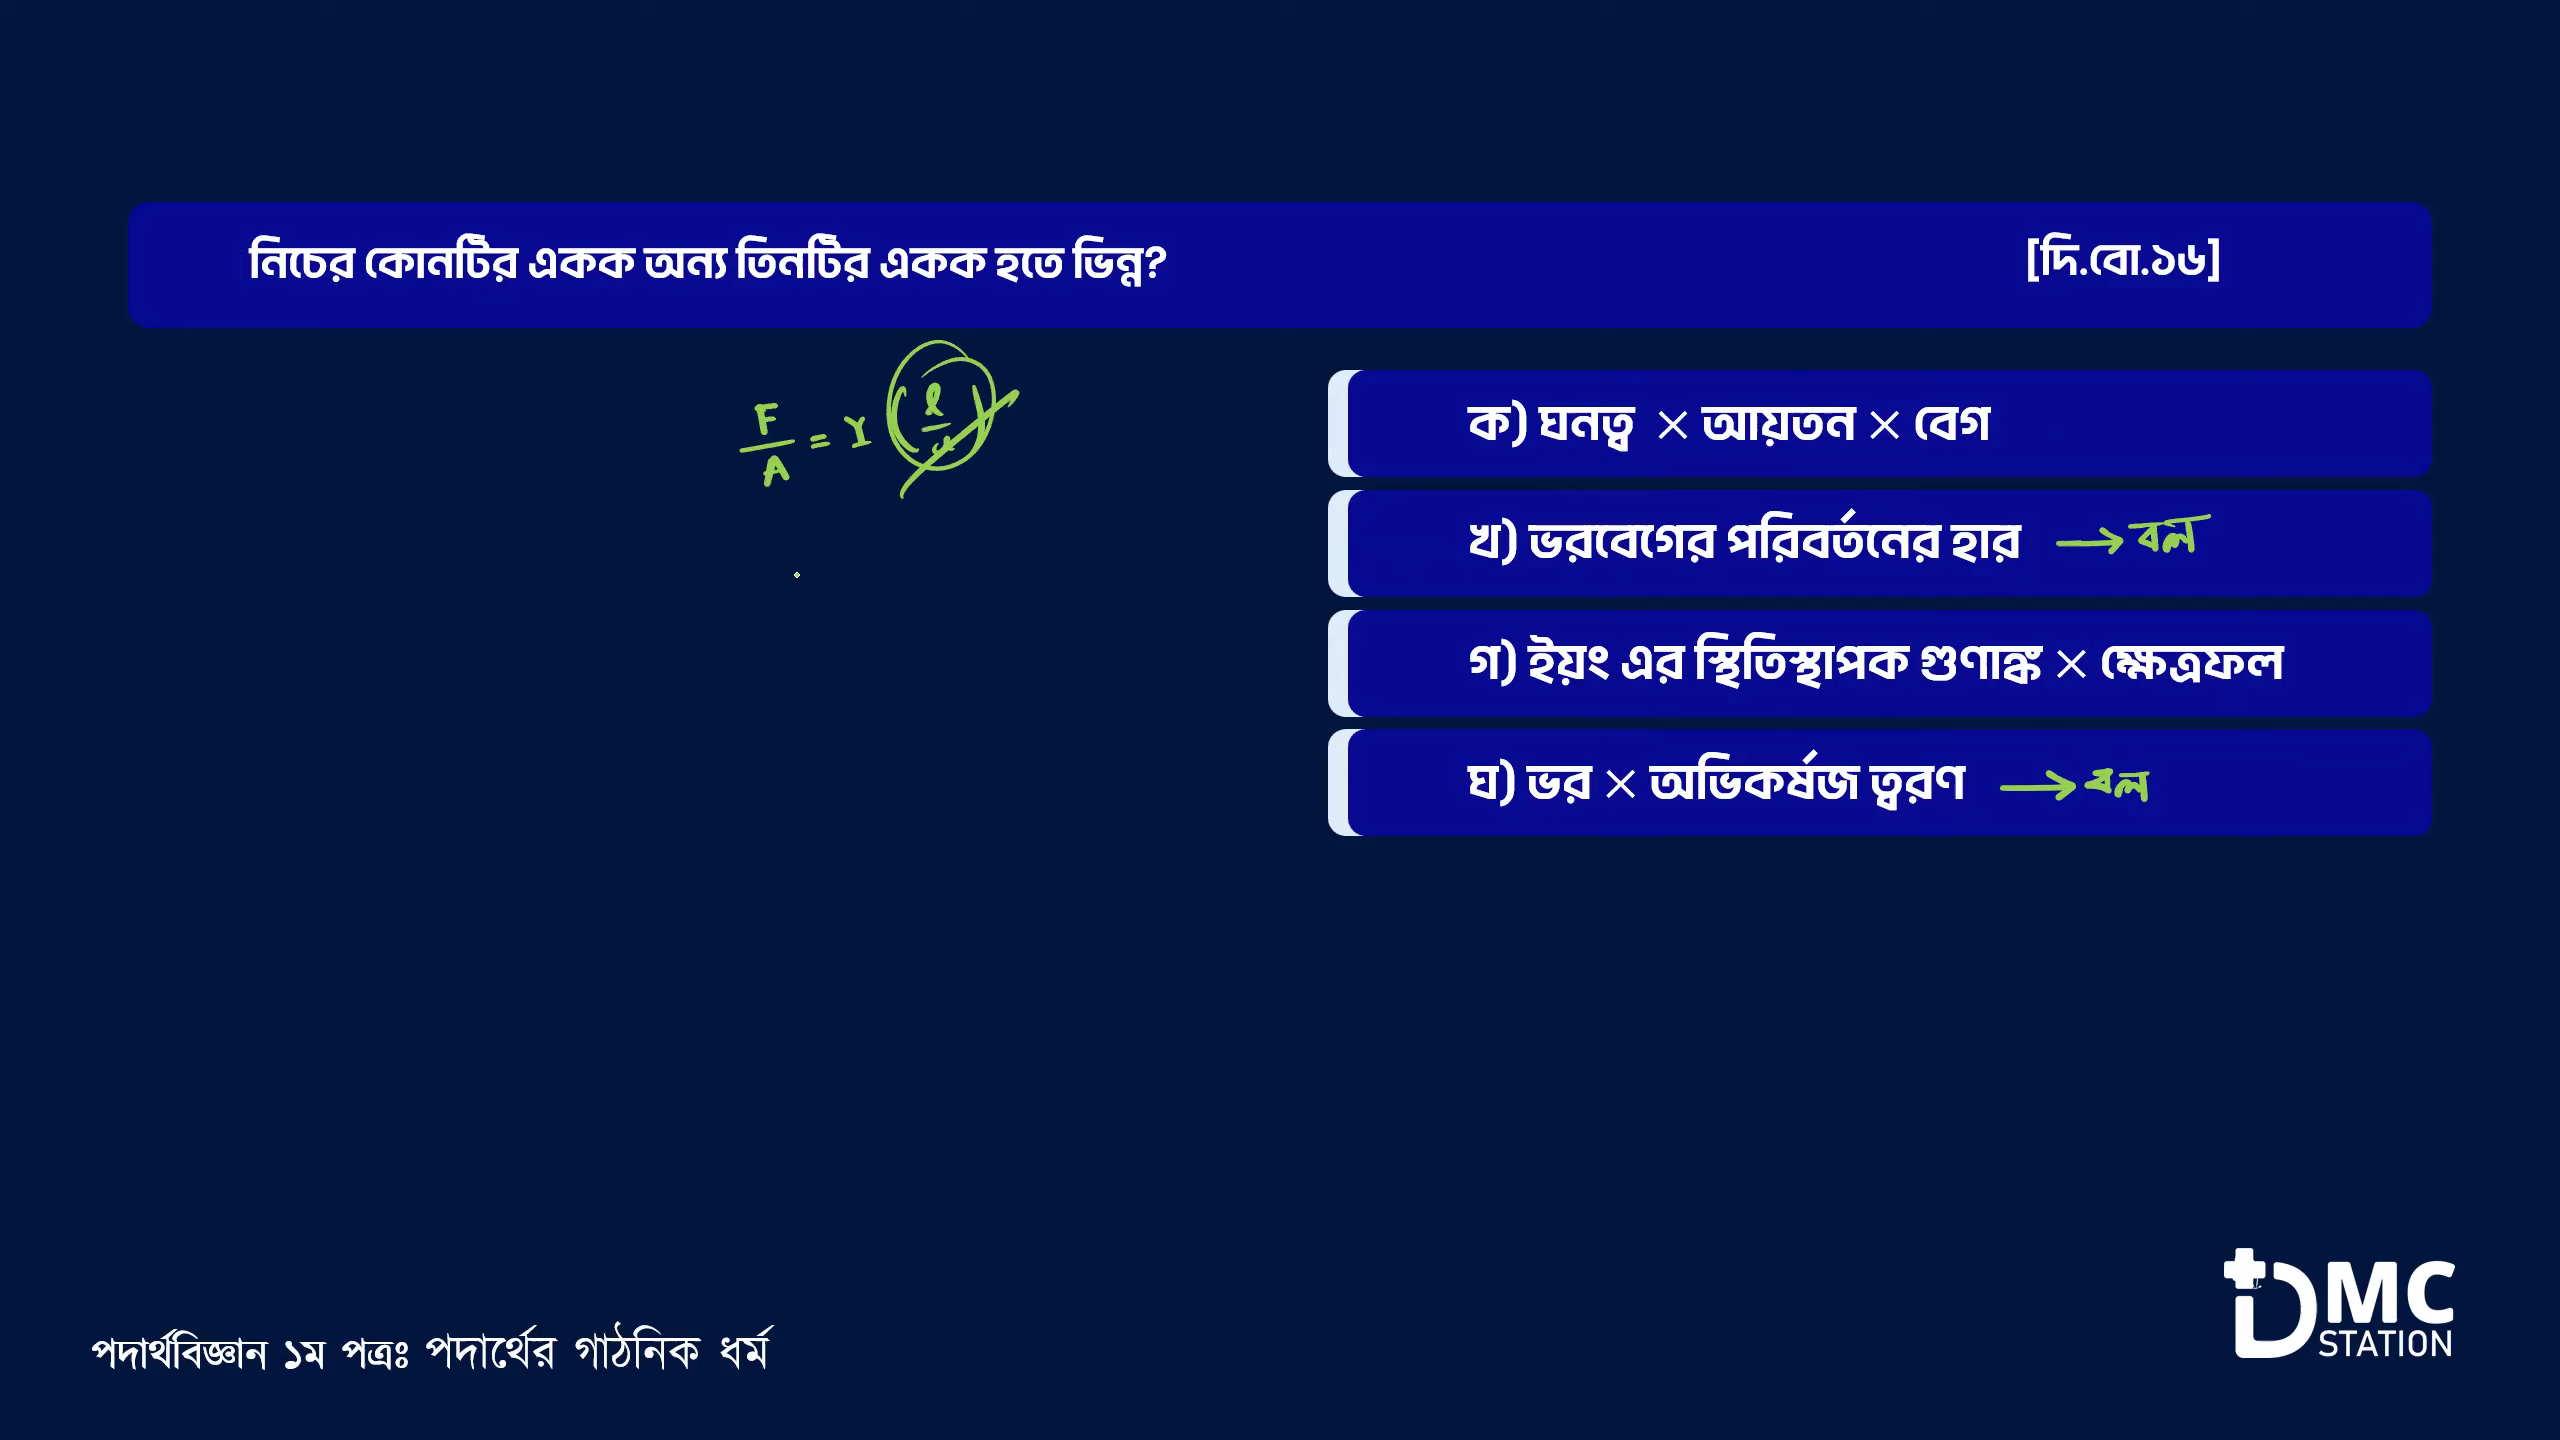 নিচের কোনটির একক অন্য তিনটির একক হতে ভিন্ন? [দি.বো.১৬]
F/A = Y (l/L)
ক) ঘনত্ব × আয়তন × বেগ
খ) ভরবেগের পরিবর্তনের হার → বল
গ) ইয়ং এর স্থিতিস্থাপক গুণাঙ্ক × ক্ষেত্রফল
ঘ) ভর × অভিকর্ষজ ত্বরণ → বল
পদার্থবিজ্ঞান ১ম পত্রঃ পদার্থের গাঠনিক ধর্ম
DMC
STATION